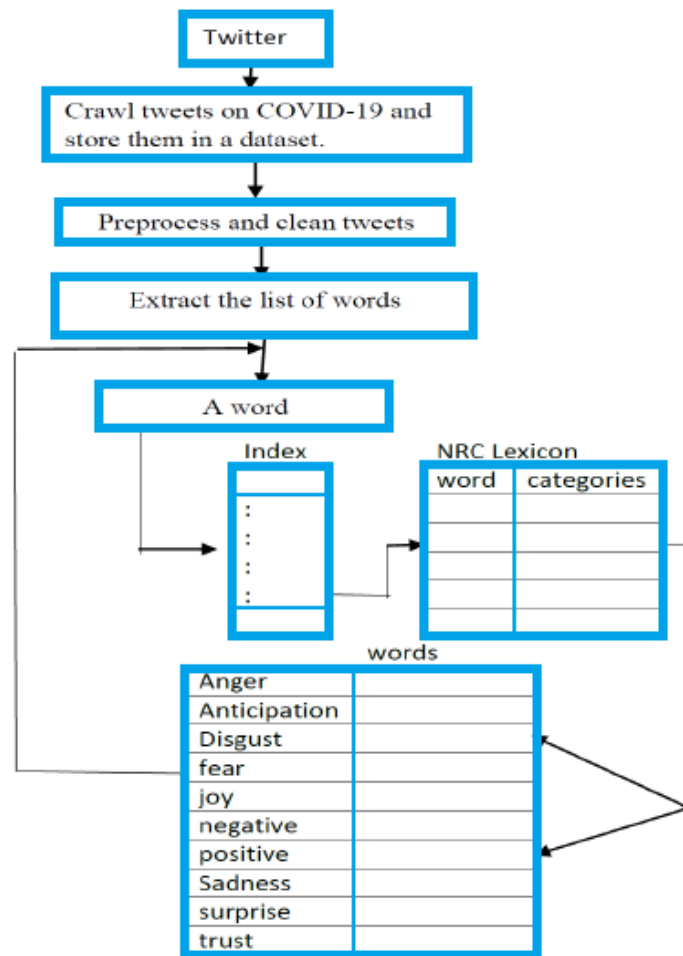 Twitter
Crawl tweets on COVID-19 and
store them in a dataset.
Preprocess and clean tweets
Extract the list of words
A word
Index
:
:
:
:
NRC Lexicon
word categories
words
Anger
Anticipation
Disgust
fear
joy
negative
positive
Sadness
surprise
trust